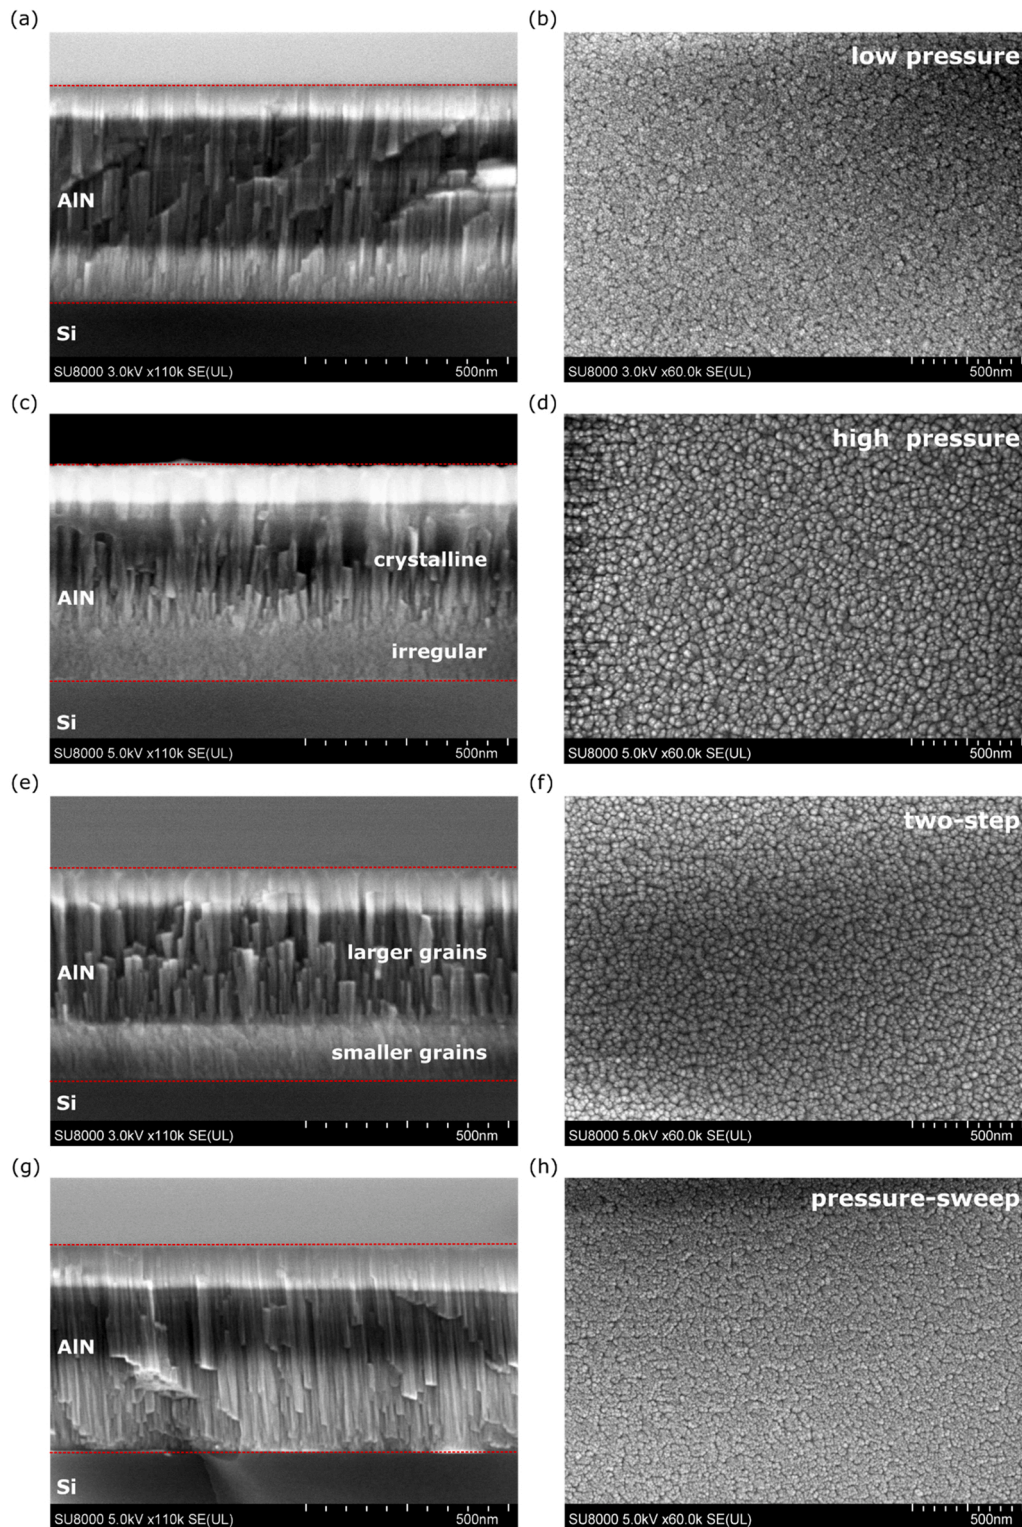 (a)
AlN
Si
SU8000 3.0kV x110k SE(UL)
500nm
(b)
low pressure
SU8000 3.0kV x60.0k SE(UL)
500nm
(c)
crystalline
AlN
irregular
Si
SU8000 5.0kV x110k SE(UL)
500nm
(d)
high pressure
SU8000 5.0kV x60.0k SE(UL)
500nm
(e)
larger grains
AlN
smaller grains
Si
SU8000 3.0kV x110k SE(UL)
500nm
(f)
two-step
SU8000 5.0kV x60.0k SE(UL)
500nm
(g)
AlN
Si
SU8000 5.0kV x110k SE(UL)
500nm
(h)
pressure-sweep
SU8000 5.0kV x60.0k SE(UL)
500nm